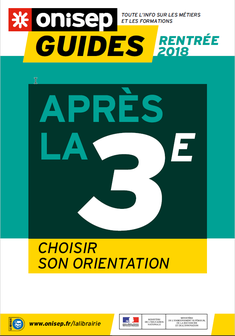 onisep
TOUTE L'INFO SUR LES MÉTIERS
ET LES FORMATIONS
GUIDES
RENTRÉE
2018
APRÈS
LA
3E
CHOISIR
SON ORIENTATION
www.onisep.fr/lalibrairie